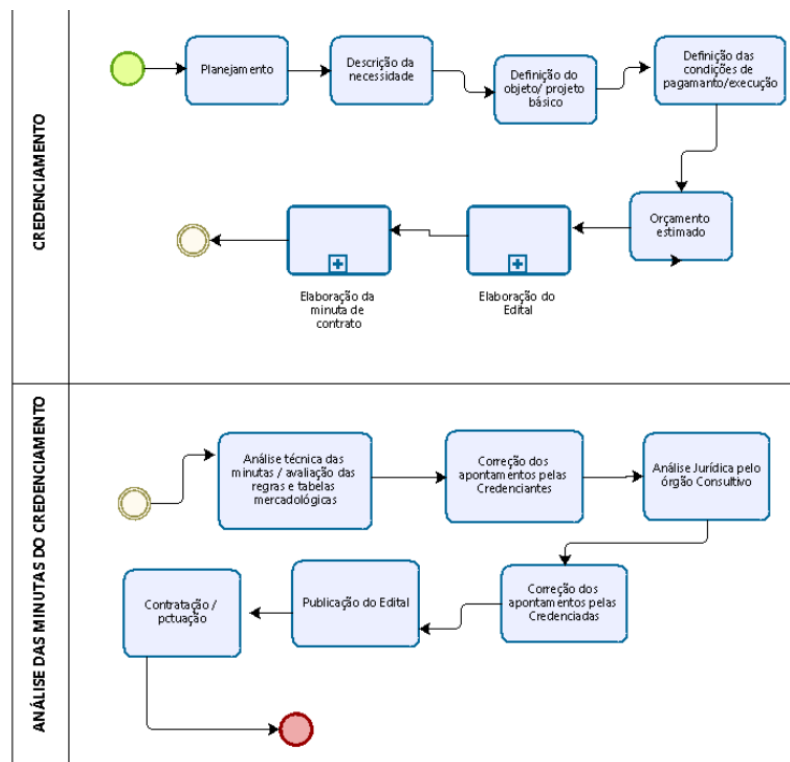 CREDENCIAMENTO
Planejamento
Descrição da
necessidade
Definição do
objeto/ projeto
básico
Definição das
condições de
pagamanto/execução
Orçamento
estimado
Elaboração do
Edital
Elaboração da
minuta de
contrato
ANÁLISE DAS MINUTAS DO CREDENCIAMENTO
Análise técnica das
minutas / avaliação das
regras e tabelas
mercadológicas
Correção dos
apontamentos pelas
Credenciantes
Análise Jurídica pelo
órgão Consultivo
Correção dos
apontamentos pelas
Credenciadas
Publicação do Edital
Contratação /
pctuação